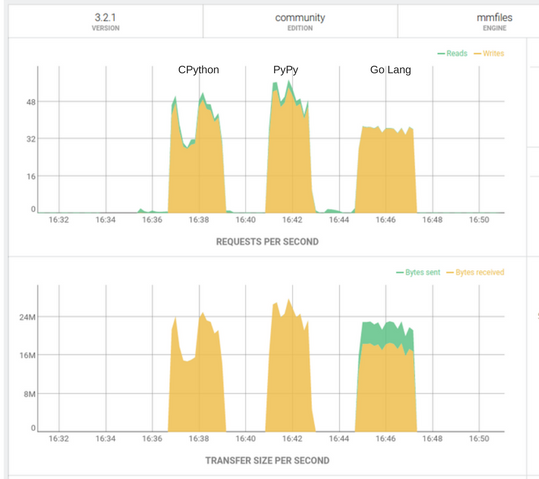 3.2.1 community mmfiles
VERSION EDITION ENGINE
Reads Writes
CPython PyPy Go Lang
48
32
16
0
16:32 16:34 16:36 16:38 16:40 16:42 16:44 16:46 16:48 16:50
REQUESTS PER SECOND
Bytes sent Bytes received
24M
16M
8M
0
16:32 16:34 16:36 16:38 16:40 16:42 16:44 16:46 16:48 16:50
TRANSFER SIZE PER SECOND